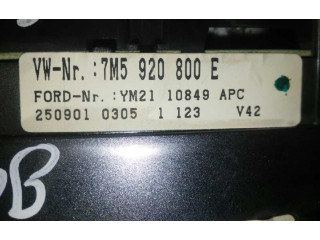 VW-Nr.:7M5 920 800 E
FORD-Nr.:YM21 10849 APC
250901 0305 1 123 V42